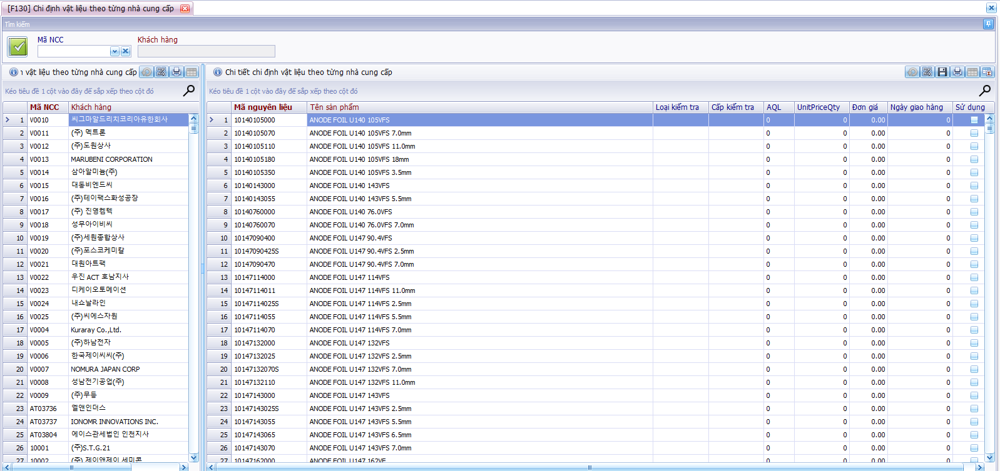 [F130] Chỉ định vật liệu theo từng nhà cung cấp
Tìm kiếm
Mã NCC
Khách hàng
vật liệu theo từng nhà cung cấp
Chi tiết chỉ định vật liệu theo từng nhà cung cấp
Kéo tiêu đề 1 cột vào đây để sắp xếp theo cột đó
Kéo tiêu đề 1 cột vào đây để sắp xếp theo cột đó
Mã NCC Khách hàng
1 V0010 씨그마알드리치코리아유한회사
2 V0011 (주) 멕트론
3 V0012 (주)도원상사
4 V0013 MARUBENI CORPORATION
5 V0014 삼아알미늄(주)
6 V0015 대동비엔드씨
7 V0016 (주)테이팩스화성공장
8 V0017 (주) 진영켐텍
9 V0018 성무아이비씨
10 V0019 (주)세원종합상사
11 V0020 (주)포스코케미칼
12 V0021 대원아트팩
13 V0022 우진 ACT 호남지사
14 V0023 디케이오토메이션
15 V0024 내쇼날라인
16 V0025 (주)씨에스자원
17 V0004 Kuraray Co.,Ltd.
18 V0005 (주)하남전자
19 V0006 한국제이씨씨(주)
20 V0007 NOMURA JAPAN CORP
21 V0008 성남전기공업(주)
22 V0009 (주)무등
23 AT03736 엘앤인더스
24 AT03737 IONOMR INNOVATIONS INC.
25 AT03804 에이스관세법인 인천지사
26 10001 (주)S.T.G.21
27 10002 (주) 제이앤제이 세미콘
Mã nguyên liệu Tên sản phẩm Loại kiểm tra Cấp kiểm tra AQL UnitPriceQty Đơn giá Ngày giao hàng Sử dụng
1 10140105000 ANODE FOIL U140 105VFS 0 0 0.00 0
2 10140105070 ANODE FOIL U140 105VFS 7.0mm 0 0 0.00 0
3 10140105110 ANODE FOIL U140 105VFS 11.0mm 0 0 0.00 0
4 10140105180 ANODE FOIL U140 105VFS 18mm 0 0 0.00 0
5 10140105350 ANODE FOIL U140 105VFS 3.5mm 0 0 0.00 0
6 10140143000 ANODE FOIL U140 143VFS 0 0 0.00 0
7 10140143055 ANODE FOIL U140 143VFS 5.5mm 0 0 0.00 0
8 10140760000 ANODE FOIL U140 76.0VFS 0 0 0.00 0
9 10140760070 ANODE FOIL U140 76.0VFS 7.0mm 0 0 0.00 0
10 10147090400 ANODE FOIL U147 90.4VFS 0 0 0.00 0
11 10147090425S ANODE FOIL U147 90.4VFS 2.5mm 0 0 0.00 0
12 10147090470 ANODE FOIL U147 90.4VFS 7.0mm 0 0 0.00 0
13 10147114000 ANODE FOIL U147 114VFS 0 0 0.00 0
14 10147114011 ANODE FOIL U147 114VFS 11.0mm 0 0 0.00 0
15 10147114025S ANODE FOIL U147 114VFS 2.5mm 0 0 0.00 0
16 10147114055 ANODE FOIL U147 114VFS 5.5mm 0 0 0.00 0
17 10147114070 ANODE FOIL U147 114VFS 7.0mm 0 0 0.00 0
18 10147132000 ANODE FOIL U147 132VFS 0 0 0.00 0
19 10147132025 ANODE FOIL U147 132VFS 2.5mm 0 0 0.00 0
20 10147132070S ANODE FOIL U147 132VFS 7.0mm 0 0 0.00 0
21 10147132110 ANODE FOIL U147 132VFS 11.0mm 0 0 0.00 0
22 10147143000 ANODE FOIL U147 143VFS 0 0 0.00 0
23 10147143025S ANODE FOIL U147 143VFS 2.5mm 0 0 0.00 0
24 10147143055 ANODE FOIL U147 143VFS 5.5mm 0 0 0.00 0
25 10147143065 ANODE FOIL U147 143VFS 6.5mm 0 0 0.00 0
26 10147143070 ANODE FOIL U147 143VFS 7.0mm 0 0 0.00 0
27 10147162000 ANODE FOIL U147 162VF 0 0 0.00 0